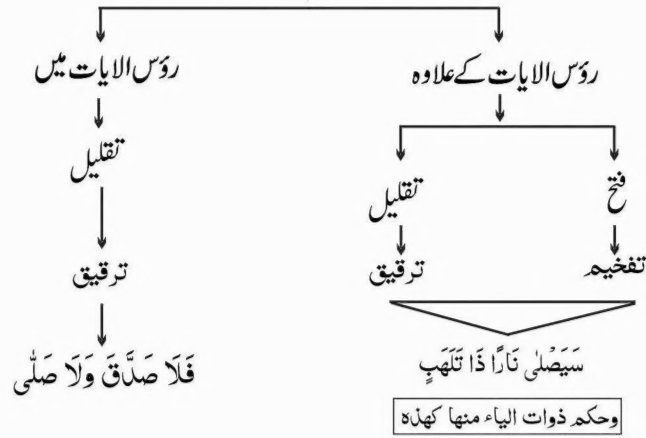 رؤس الایات کے علاوہ
رؤس الایات میں
فتح
تقلیل
تقلیل
تفخیم
ترقیق
ترقیق
سَيَصْلٰى نَارًا ذَا تَلَهَبٍ
فَلَا صَدَّقَ وَلَا صَلّٰى
وحکم ذوات الیاء منها کهذه